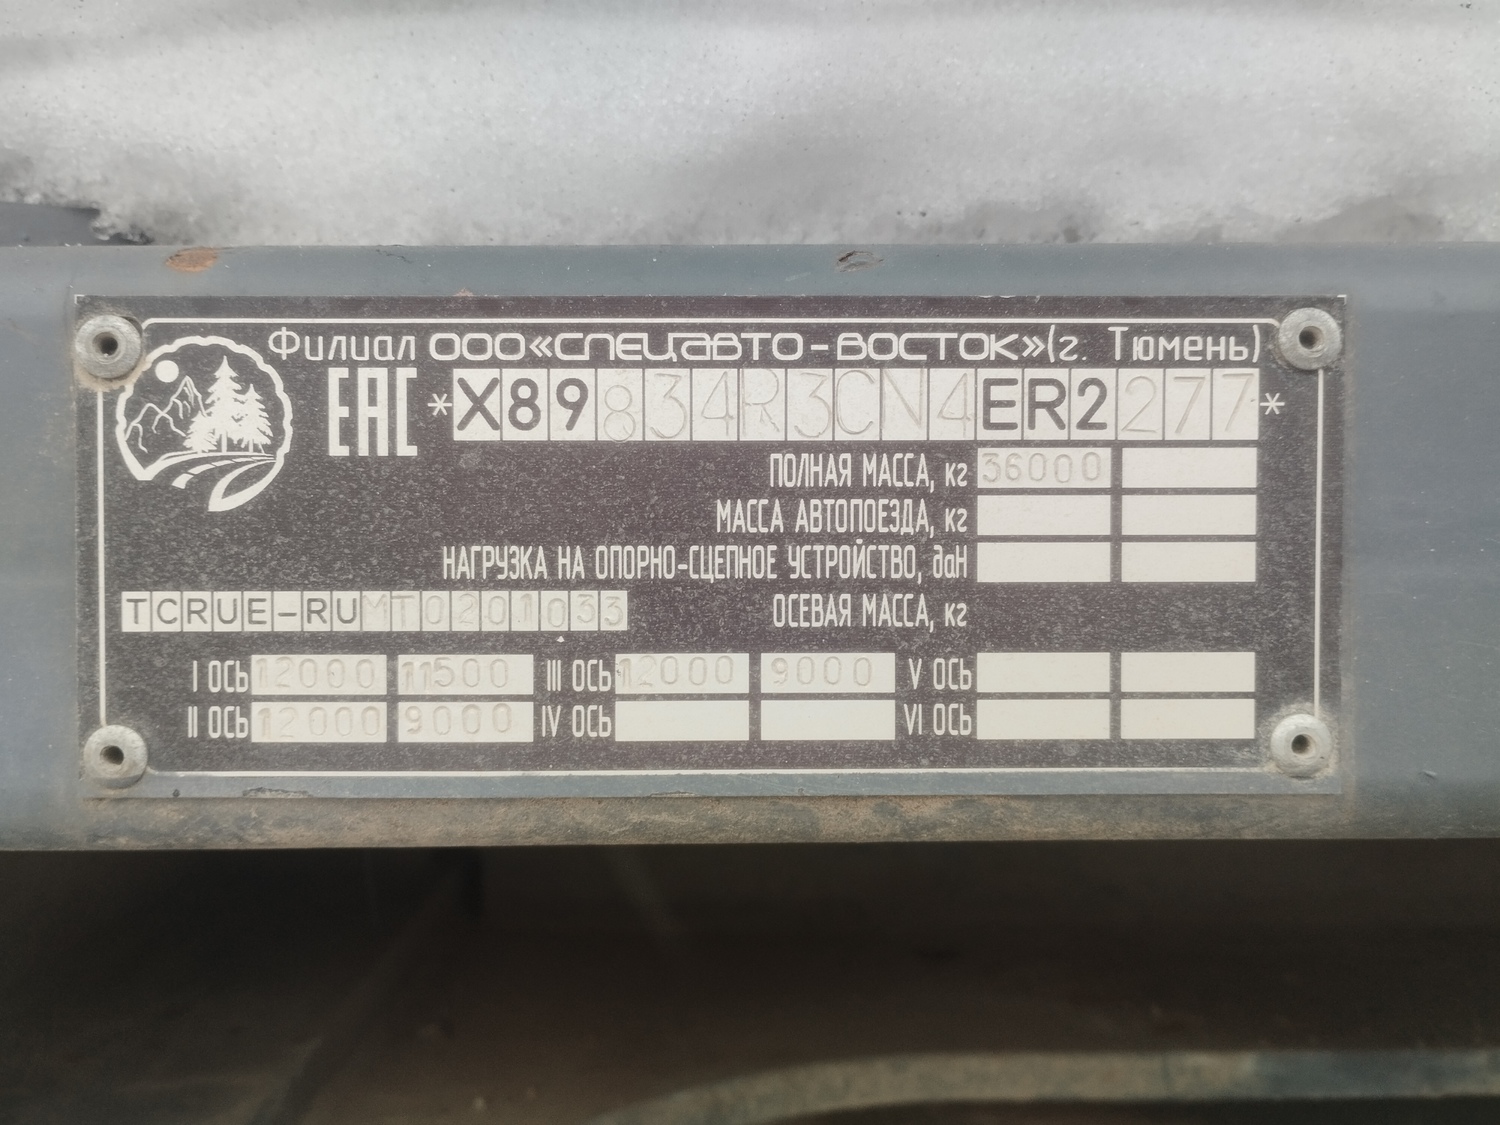 Филиал ООО «СПЕЦАВТО-ВОСТОК» (г. Тюмень)
ЕАС *X89834R3CN4ER2277*
ПОЛНАЯ МАССА, кг 36000
МАССА АВТОПОЕЗДА, кг
НАГРУЗКА НА ОПОРНО-СЦЕПНОЕ УСТРОЙСТВО, даН
TCRUE-RUMT0201033 ОСЕВАЯ МАССА, кг
I ОСЬ 12000 11500 III ОСЬ 12000 9000 V ОСЬ
II ОСЬ 12000 9000 IV ОСЬ VI ОСЬ